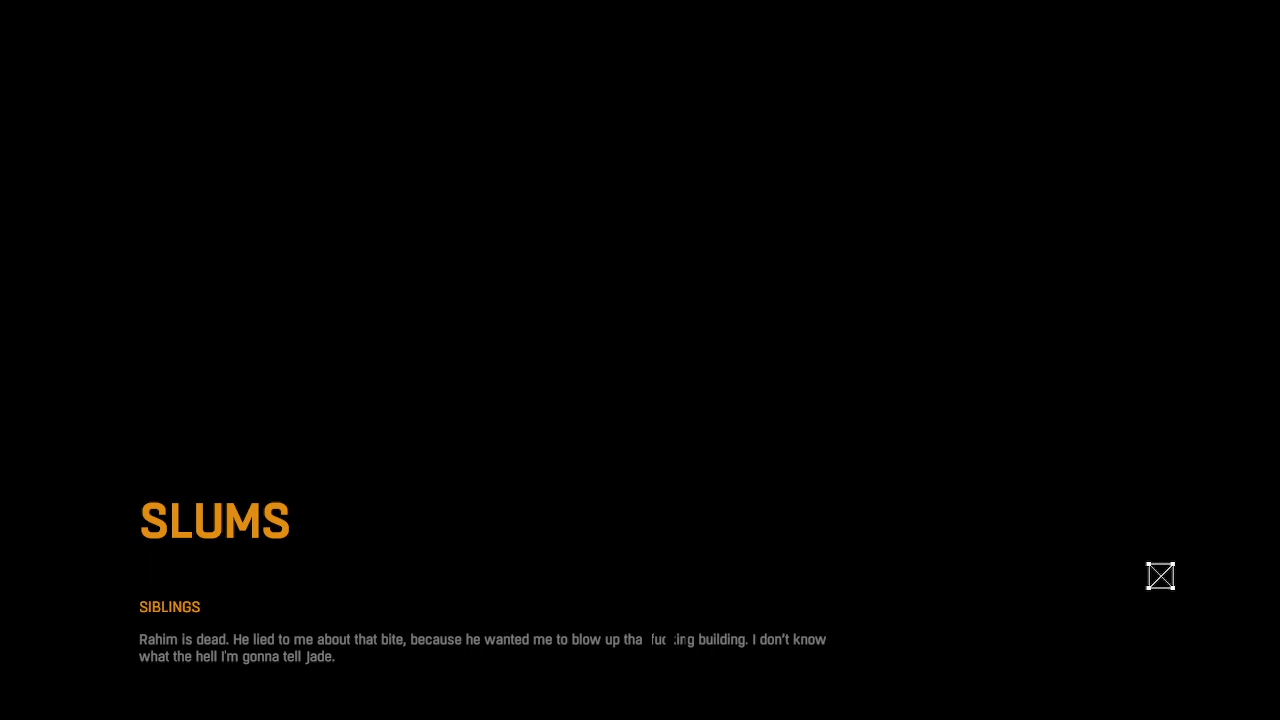 SLUMS
SIBLINGS
Rahim is dead. He lied to me about that bite, because he wanted me to blow up building. I don't know
what the hell I'm gonna tell Jade.